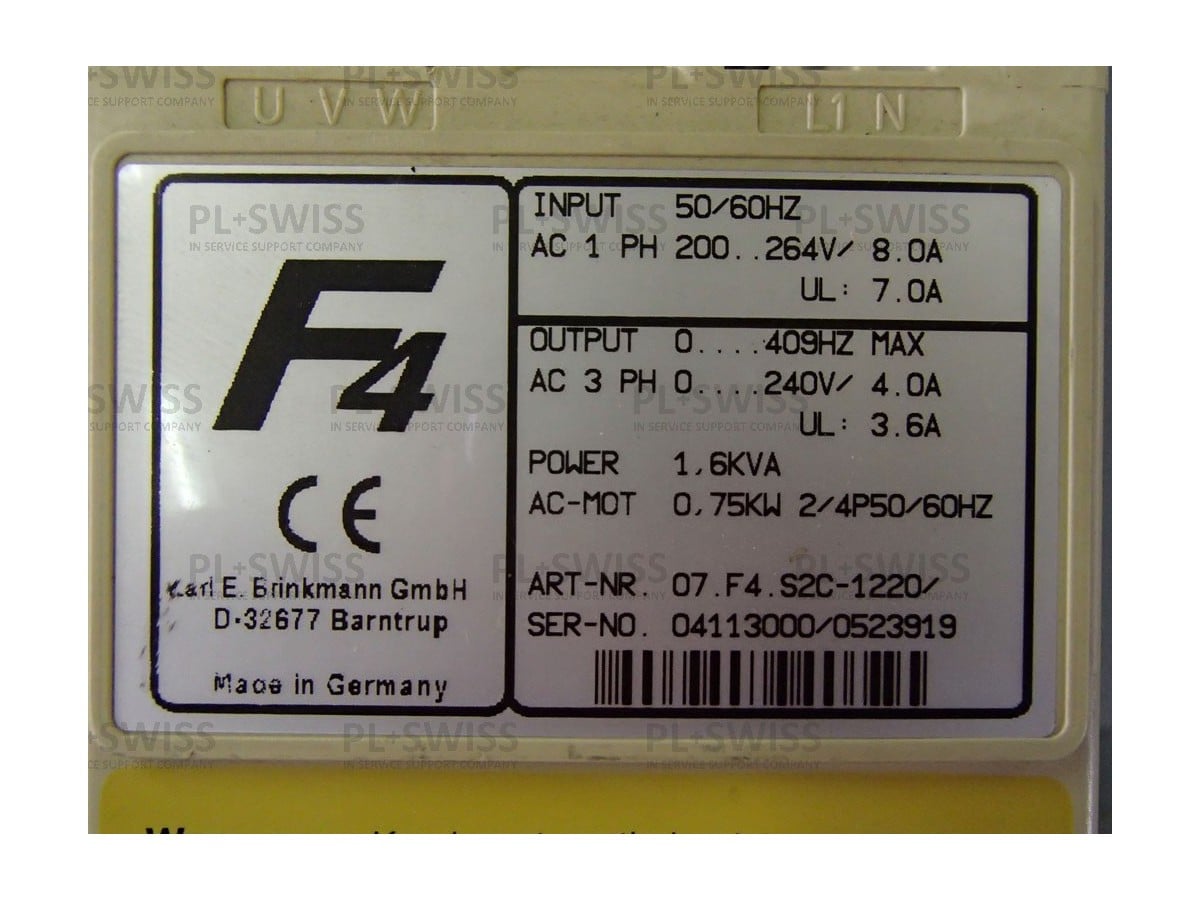 U V W
L1 N
F4
CE
Karl E. Brinkmann GmbH
D-32677 Barntrup
Made in Germany
INPUT 50/60HZ
AC 1 PH 200..264V/ 8.0A
UL: 7.0A
OUTPUT 0....409HZ MAX
AC 3 PH 0....240V/ 4.0A
UL: 3.6A
POWER 1,6KVA
AC-MOT 0,75KW 2/4P50/60HZ
ART-NR. 07.F4.S2C-1220/
SER-NO. 04113000/0523919
PL+SWISS
IN SERVICE SUPPORT COMPANY